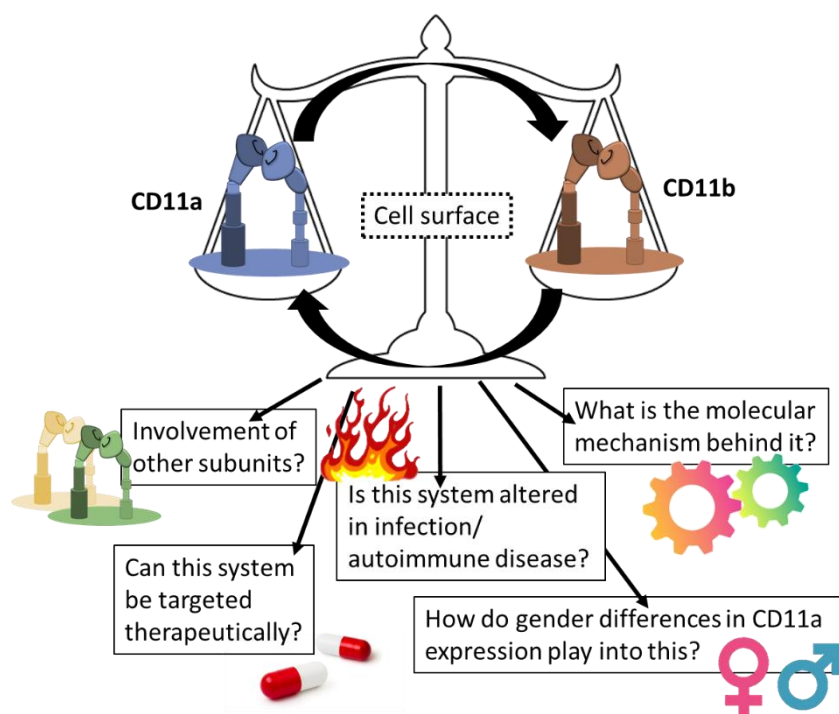 CD11a
CD11b
Cell surface
Involvement of
other subunits?
What is the molecular
mechanism behind it?
Is this system altered
in infection/
autoimmune disease?
Can this system
be targeted
therapeutically?
How do gender differences in CD11a
expression play into this?